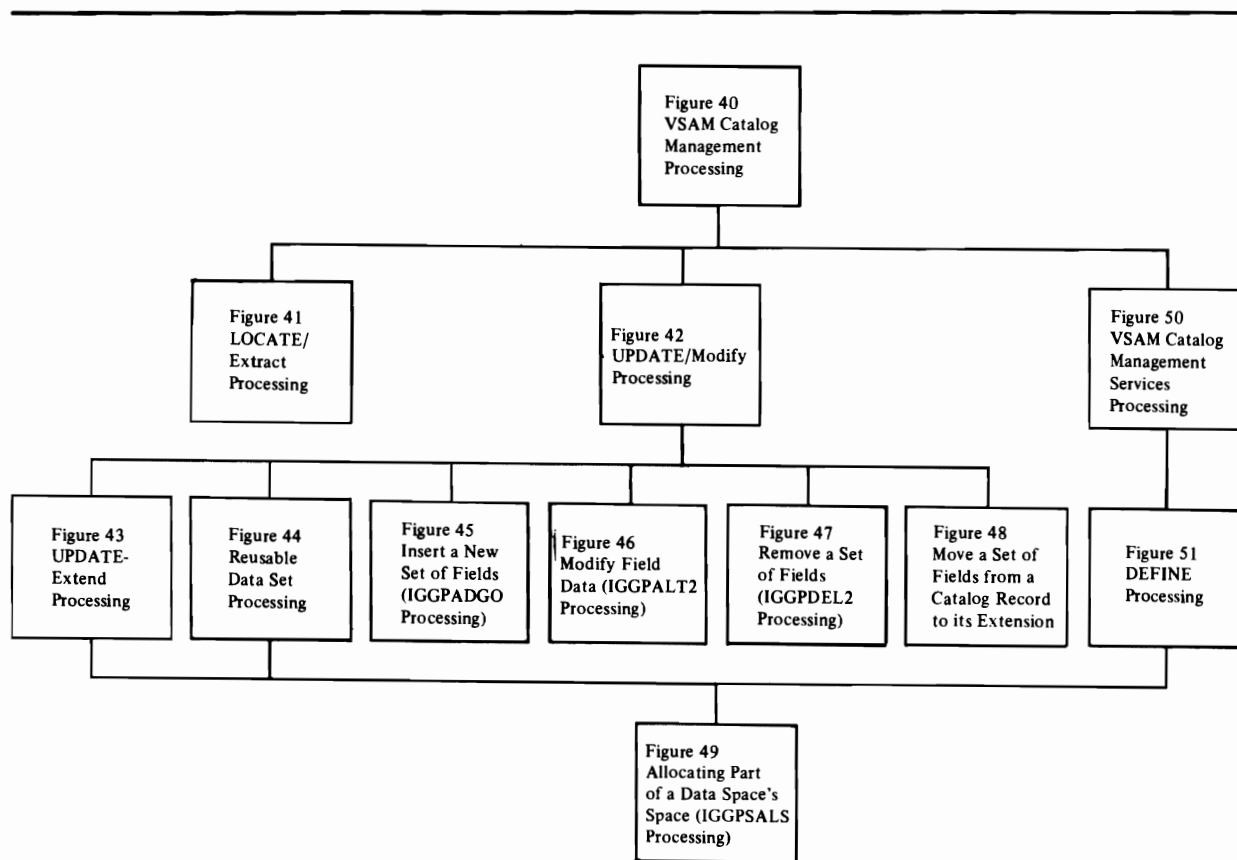 Figure 40
VSAM Catalog
Management
Processing
Figure 41
LOCATE/
Extract
Processing
Figure 42
UPDATE/Modify
Processing
Figure 50
VSAM Catalog
Management
Services
Processing
Figure 43
UPDATE-
Extend
Processing
Figure 44
Reusable
Data Set
Processing
Figure 45
Insert a New
Set of Fields
(IGGPADGO
Processing)
Figure 46
Modify Field
Data (IGGPALT2
Processing)
Figure 47
Remove a Set
of Fields
(IGGPDEL2
Processing)
Figure 48
Move a Set of
Fields from a
Catalog Record
to its Extension
Figure 51
DEFINE
Processing
Figure 49
Allocating Part
of a Data Space's
Space (IGGPSALS
Processing)